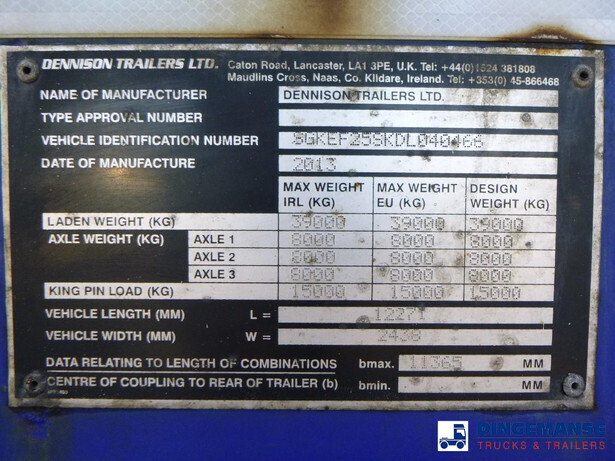 DENNISON TRAILERS LTD. Caton Road, Lancaster, LA1 3PE, U.K. Tel: +44(0)1524 381808
Maudlins Cross, Naas, Co. Kildare, Ireland. Tel: +353(0) 45-866468
NAME OF MANUFACTURER DENNISON TRAILERS LTD.
TYPE APPROVAL NUMBER
VEHICLE IDENTIFICATION NUMBER SGKEF25SKDL040466
DATE OF MANUFACTURE 2013
MAX WEIGHT IRL (KG) MAX WEIGHT EU (KG) DESIGN WEIGHT (KG)
LADEN WEIGHT (KG) 39000 39000 39000
AXLE WEIGHT (KG) AXLE 1 8000 8000 8000
AXLE 2 8000 8000 8000
AXLE 3 8000 8000 8000
KING PIN LOAD (KG) 15000 15000 15000
VEHICLE LENGTH (MM) L = 12271
VEHICLE WIDTH (MM) W = 2438
DATA RELATING TO LENGTH OF COMBINATIONS bmax. 11365 MM
CENTRE OF COUPLING TO REAR OF TRAILER (b) bmin. MM
DINGEMANSE
TRUCKS & TRAILERS